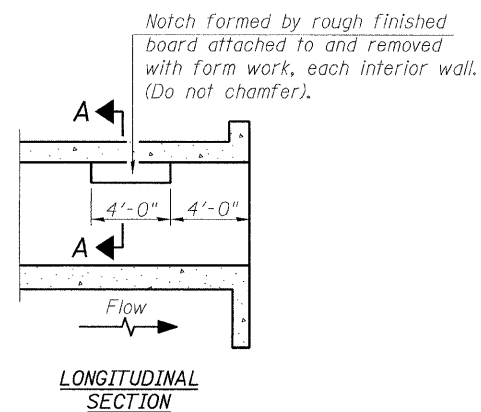 Notch formed by rough finished
board attached to and removed
with form work, each interior wall.
(Do not chamfer).
A
4'-0" 4'-0"
A
Flow
LONGITUDINAL
SECTION